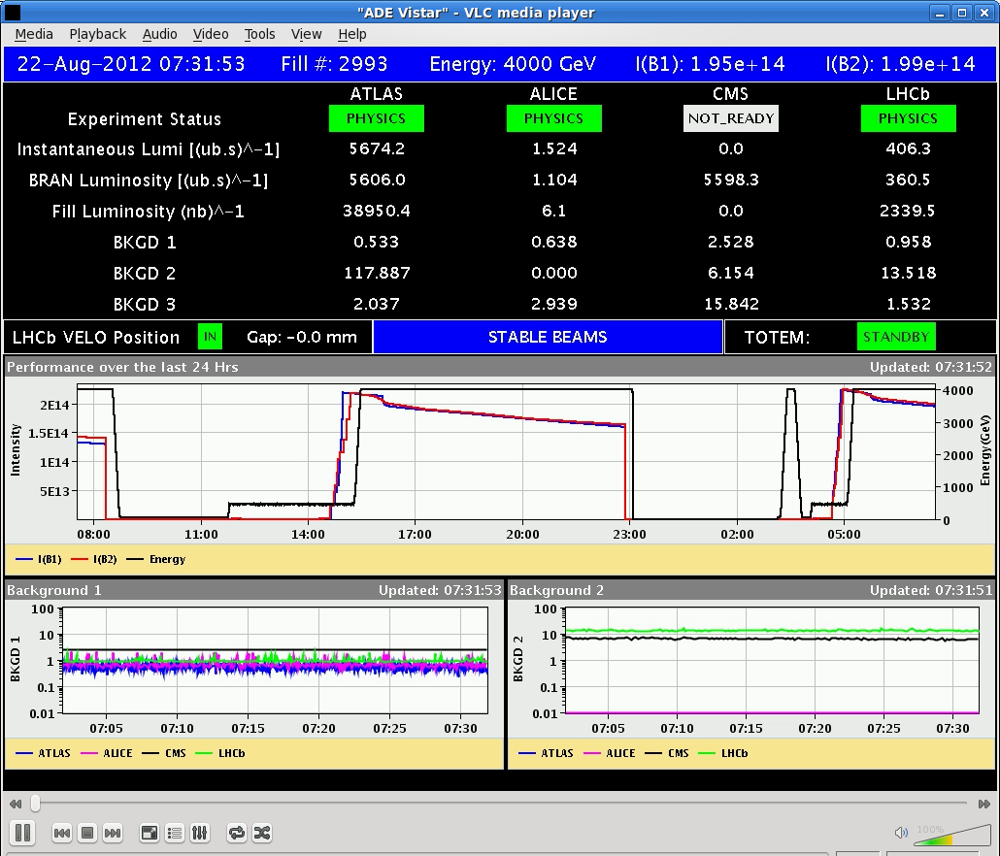 "ADE Vistar" - VLC media player
Media Playback Audio Video Tools View Help
22-Aug-2012 07:31:53 Fill #: 2993 Energy: 4000 GeV I(B1): 1.95e+14 I(B2): 1.99e+14
ATLAS ALICE CMS LHCb
Experiment Status PHYSICS PHYSICS NOT_READY PHYSICS
Instantaneous Lumi [(ub.s)^-1] 5674.2 1.524 0.0 406.3
BRAN Luminosity [(ub.s)^-1] 5606.0 1.104 5598.3 360.5
Fill Luminosity (nb)^-1 38950.4 6.1 0.0 2339.5
BKGD 1 0.533 0.638 2.528 0.958
BKGD 2 117.887 0.000 6.154 13.518
BKGD 3 2.037 2.939 15.842 1.532
LHCb VELO Position IN Gap: -0.0 mm STABLE BEAMS TOTEM: STANDBY
Performance over the last 24 Hrs Updated: 07:31:52
Intensity
2E14
1.5E14
1E14
5E13
4000
3000
2000
1000
0
Energy(GeV)
08:00 11:00 14:00 17:00 20:00 23:00 02:00 05:00
I(B1) I(B2) Energy
Background 1 Updated: 07:31:53
BKGD 1
100
10
1
0.1
0.01
07:05 07:10 07:15 07:20 07:25 07:30
ATLAS ALICE CMS LHCb
Background 2 Updated: 07:31:51
BKGD 2
100
10
1
0.1
0.01
07:05 07:10 07:15 07:20 07:25 07:30
ATLAS ALICE CMS LHCb
100%